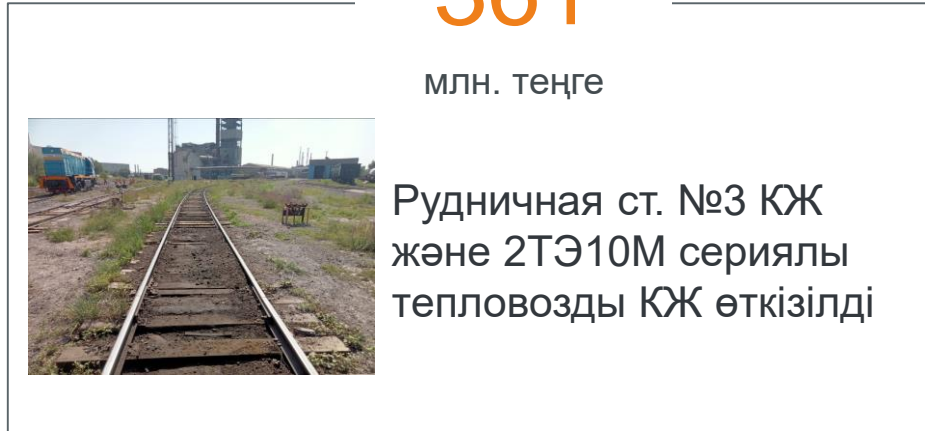 млн. теңге
Рудничная ст. №3 КЖ
және 2ТЭ10М сериялы
тепловозды КЖ өткізілді